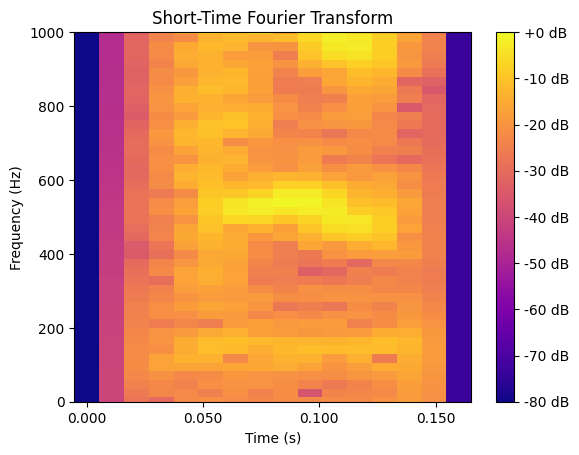 Short-Time Fourier Transform
1000
800
600
400
200
0
Frequency (Hz)
0.000
0.050
0.100
0.150
Time (s)
+0 dB
-10 dB
-20 dB
-30 dB
-40 dB
-50 dB
-60 dB
-70 dB
-80 dB